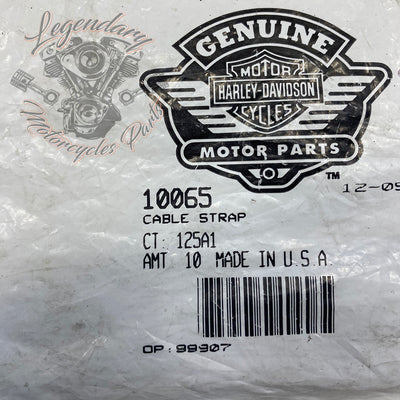 Legendary
Motorcycles Parts
GENUINE
MOTOR
HARLEY-DAVIDSON
CYCLES
MOTOR PARTS
TM
12-09
10065
CABLE STRAP
CT: 125A1
AMT 10 MADE IN U.S.A.
OP:99907